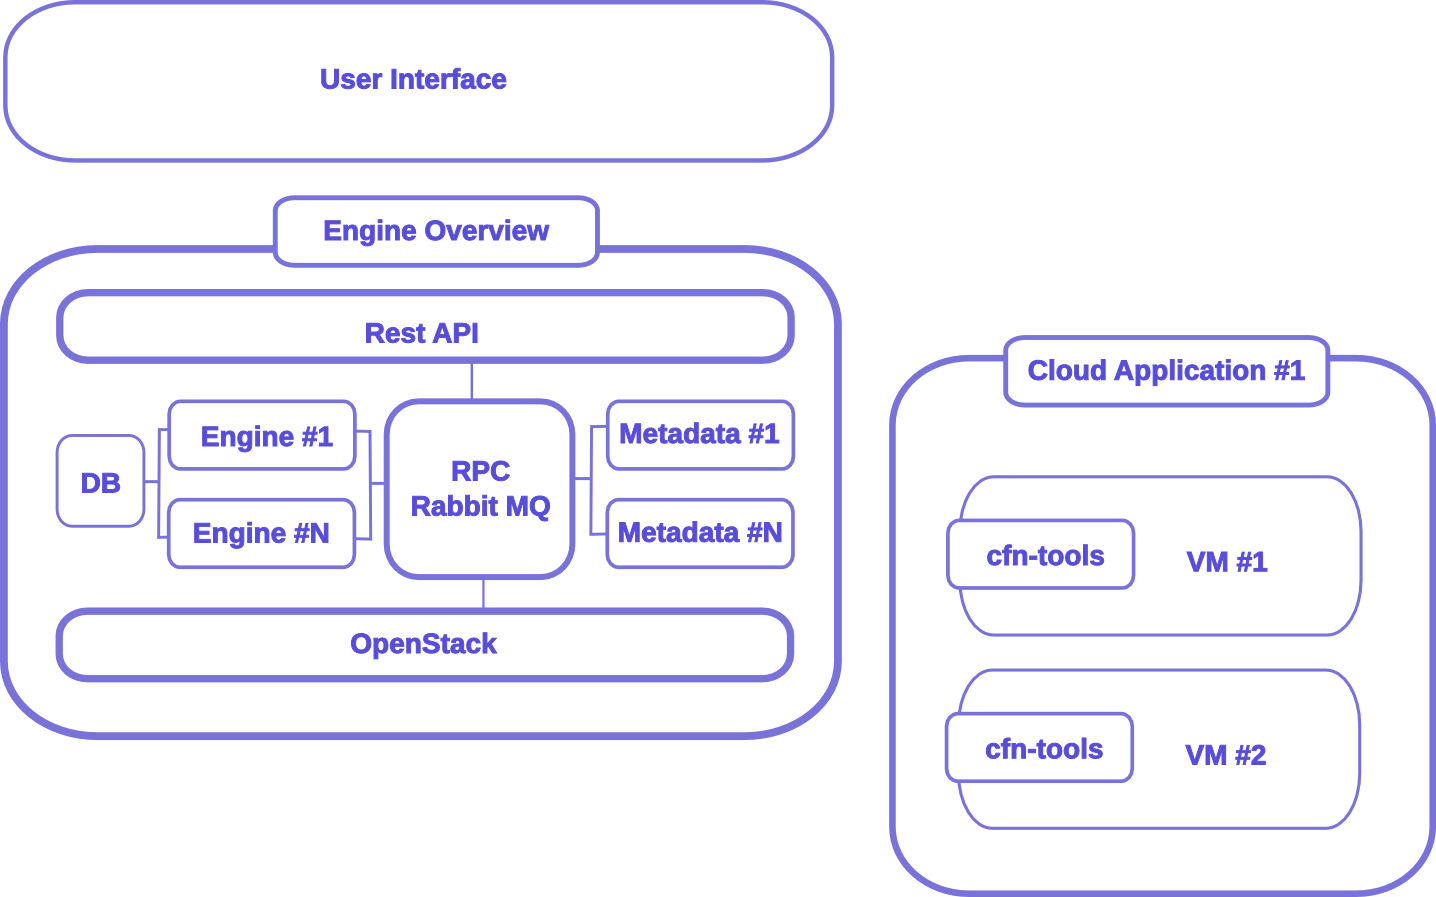 User Interface
Engine Overview
Rest API
Engine #1
DB
Engine #N
RPC
Rabbit MQ
Metadata #1
Metadata #N
OpenStack
Cloud Application #1
cfn-tools
VM #1
cfn-tools
VM #2